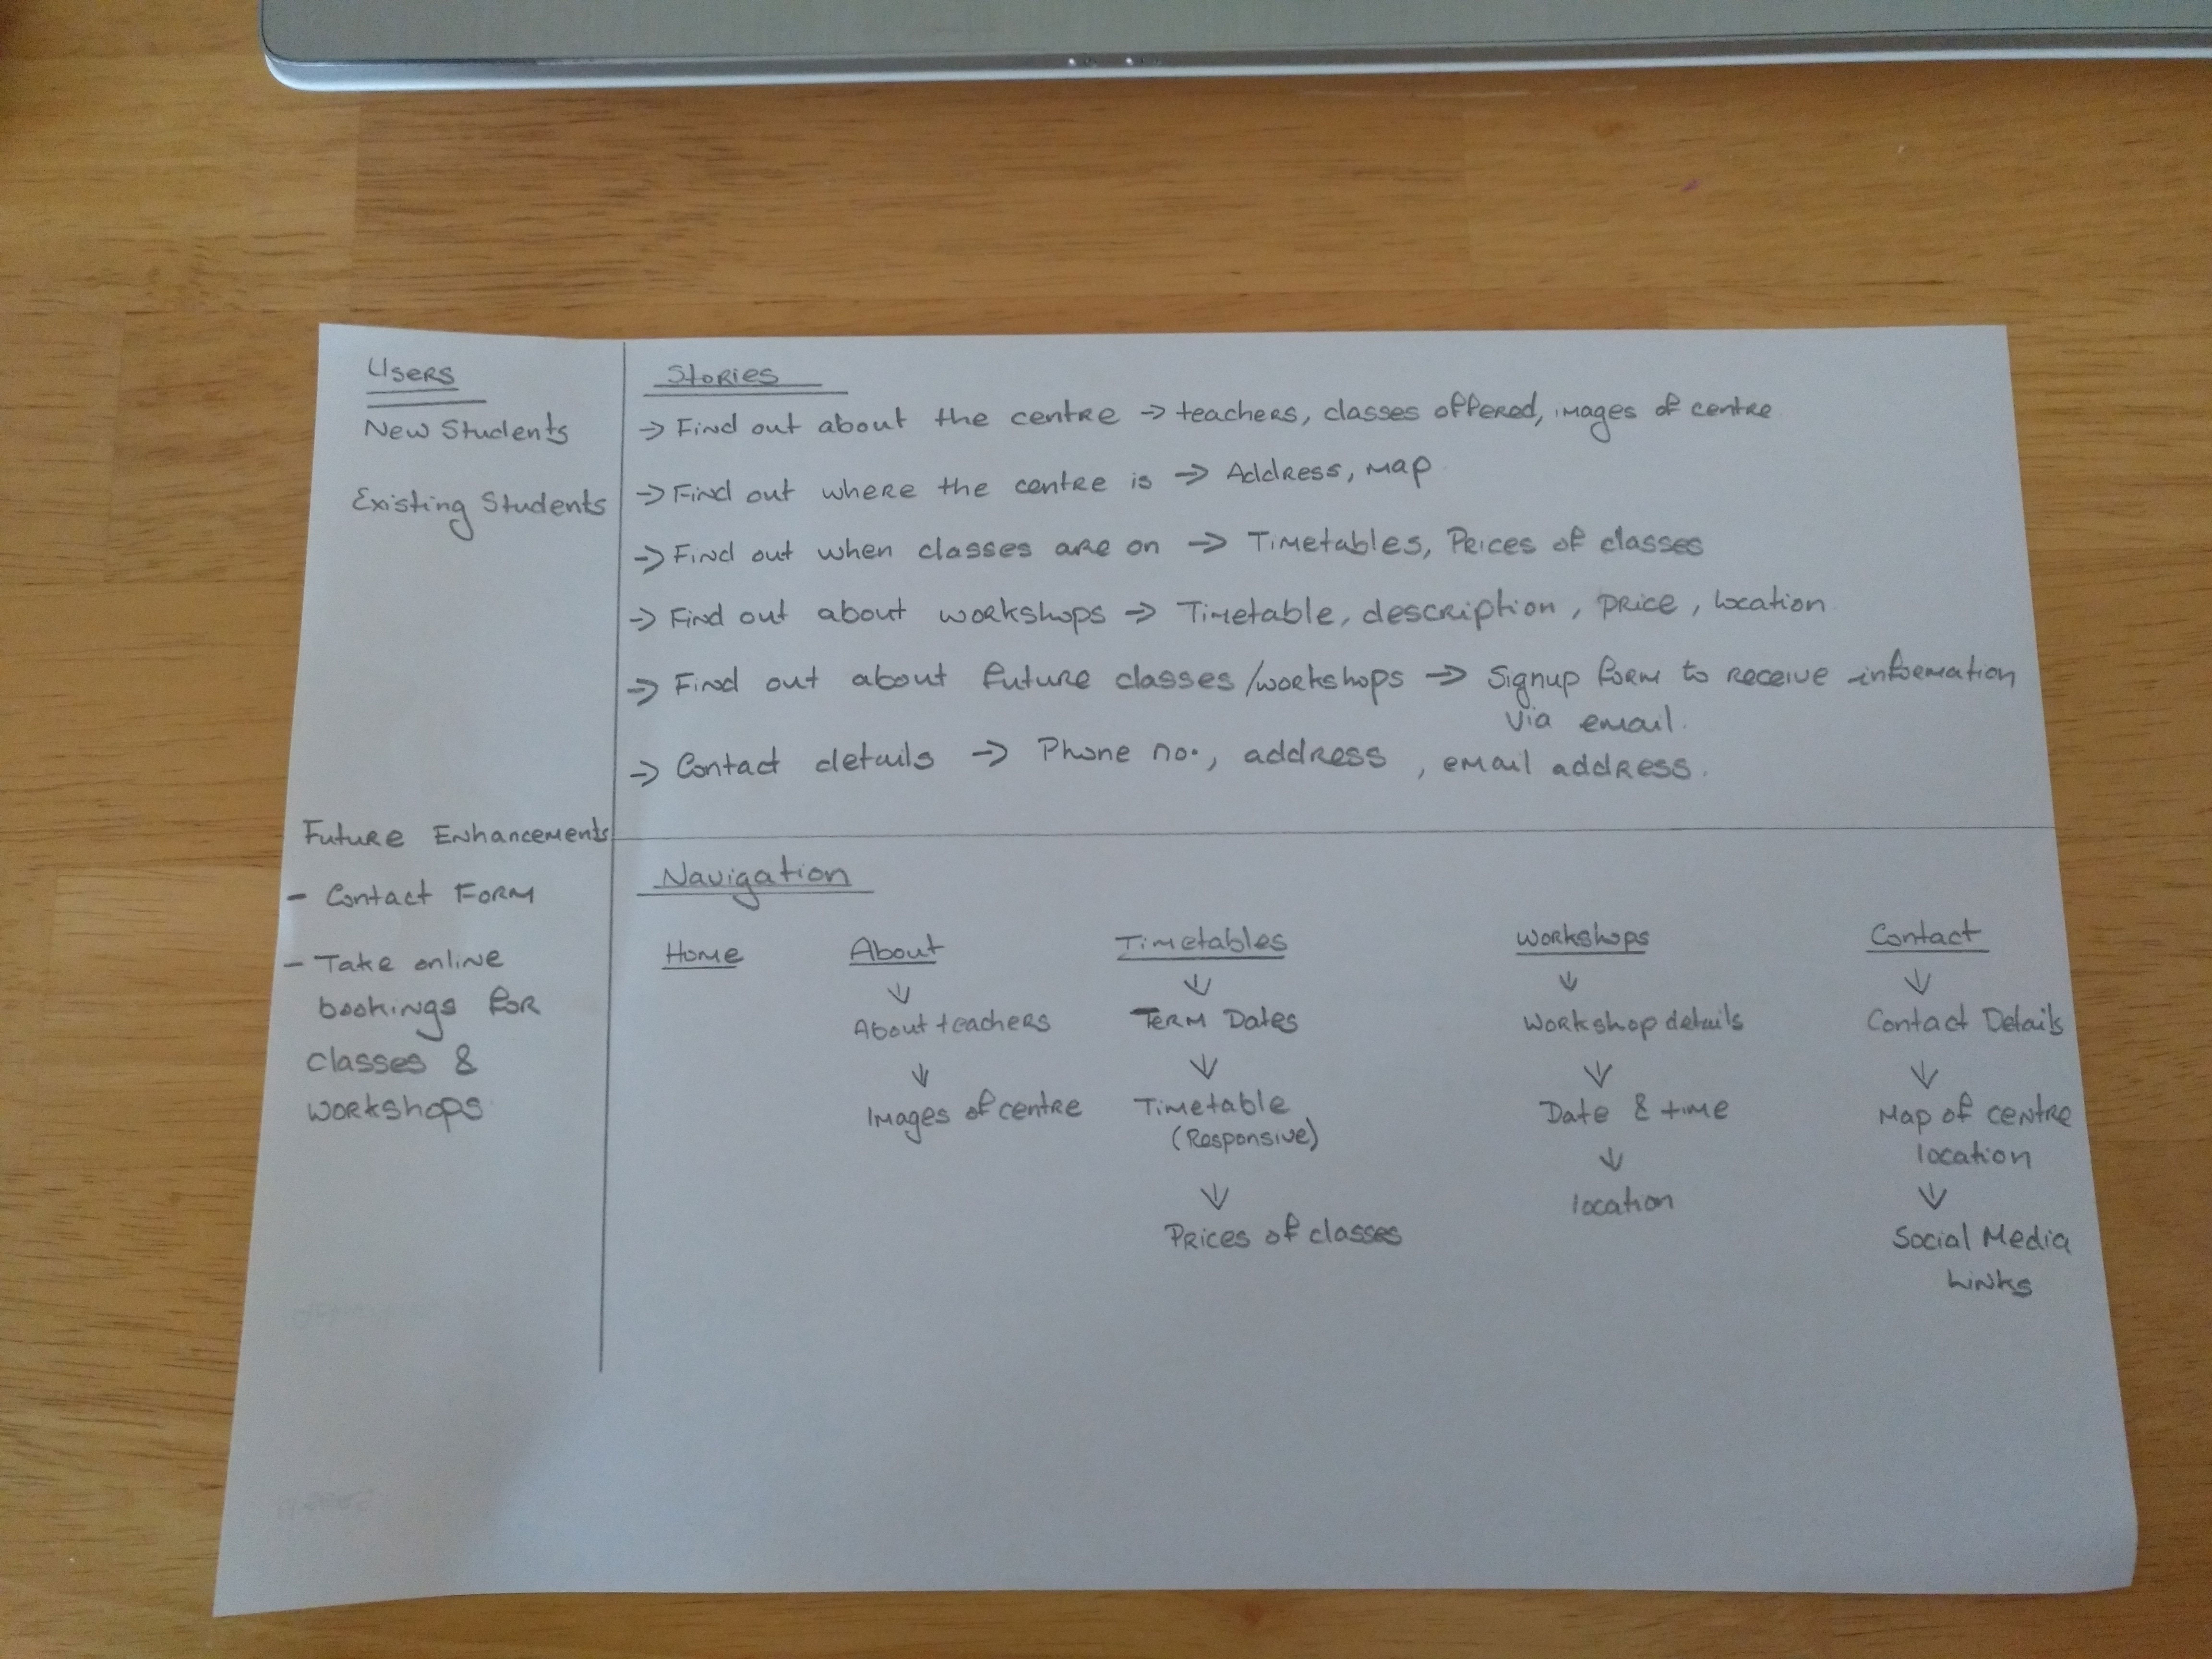 Users
New Students
Existing Students
Stories
→ Find out about the centre → teachers, classes offered, images of centre
→ Find out where the centre is → Address, map
→ Find out when classes are on → Timetables, Prices of classes
→ Find out about workshops → Timetable, description, price, location
→ Find out about future classes/workshops → Signup form to receive information
via email.
→ Contact details → Phone no., address, email address.
Future Enhancements
- Contact Form
- Take online
bookings for
classes &
workshops
Navigation
Home
About
↓
About teachers
↓
Images of centre
Timetables
↓
Term Dates
↓
Timetable
(Responsive)
↓
Prices of classes
Workshops
↓
Workshop details
↓
Date & time
↓
location
Contact
↓
Contact Details
↓
Map of centre
location
↓
Social Media
Links